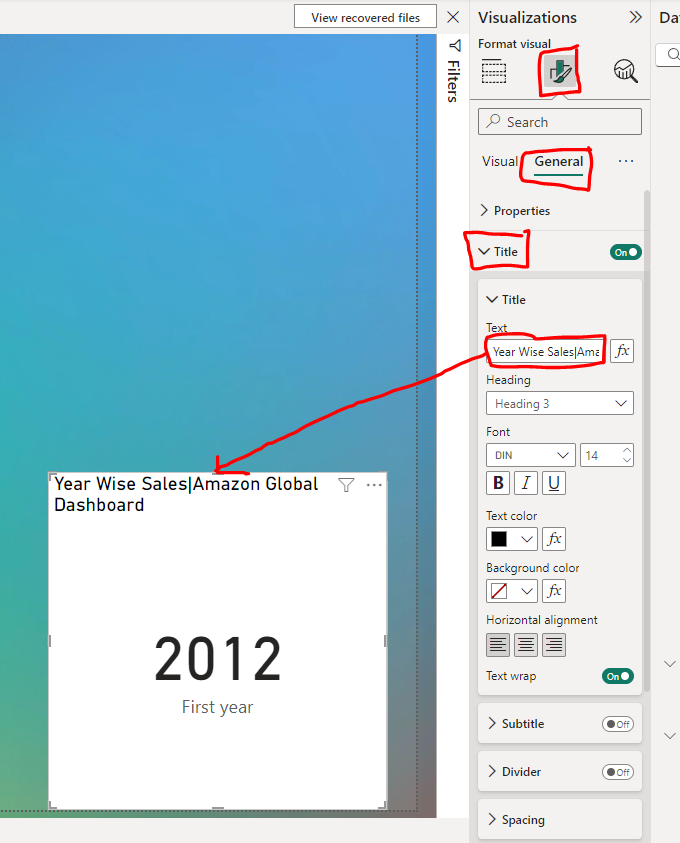 View recovered files
Visualizations
Da
Format visual
Filters
Search
Visual
General
Properties
Title
On
Title
Text
Year Wise Sales|Ama
fx
Heading
Heading 3
Font
DIN
14
B
I
U
Text color
fx
Background color
fx
Horizontal alignment
Text wrap
On
Subtitle
Off
Divider
Off
Spacing
Year Wise Sales|Amazon Global
Dashboard
2012
First year